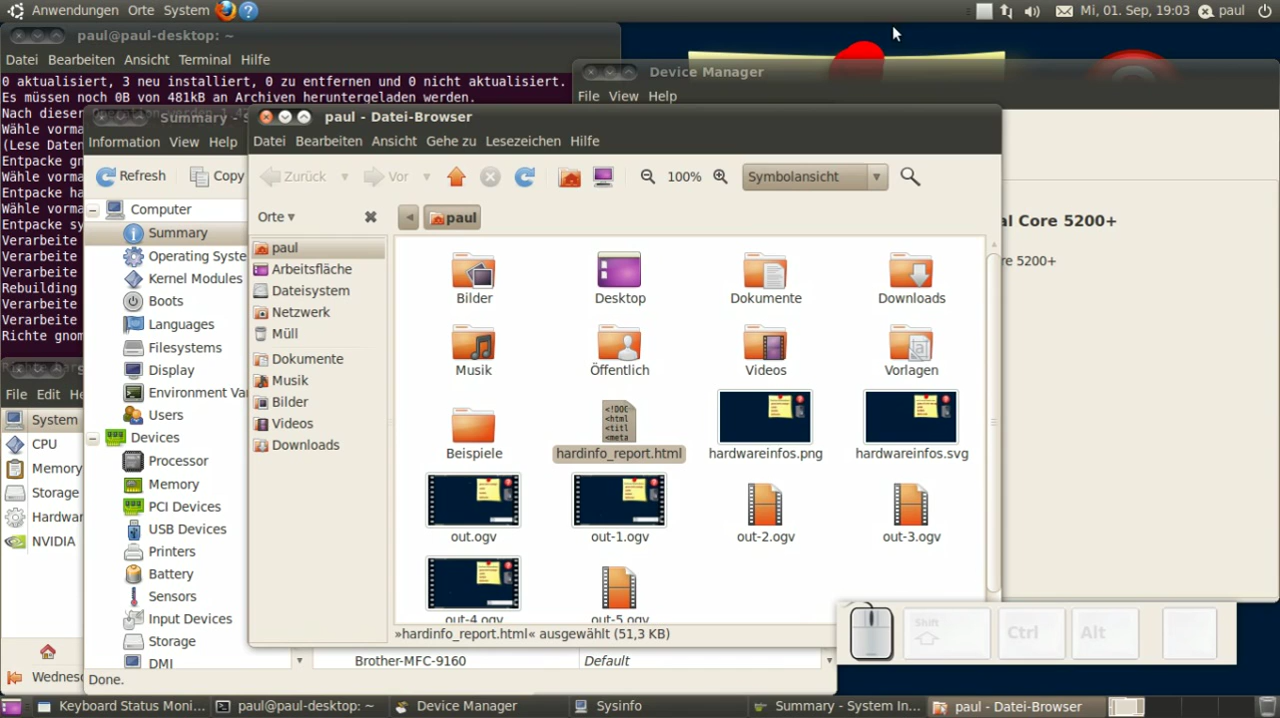 Anwendungen Orte System
Mi, 01. Sep, 19:03 paul
paul@paul-desktop: ~
Datei Bearbeiten Ansicht Terminal Hilfe
0 aktualisiert, 3 neu installiert, 0 zu entfernen und 0 nicht aktualisiert.
Es müssen noch 0B von 481kB an Archiven heruntergeladen werden.
Nach dieser
Wähle vorma
(Lese Daten
Entpacke gn
Wähle vorma
Entpacke ha
Wähle vorma
Entpacke sy
Verarbeite
Verarbeite
Verarbeite
Rebuilding
Verarbeite
Verarbeite
Richte gnom
Device Manager
File View Help
al Core 5200+
ore 5200+
Summary - S
Information View Help
Refresh Copy
Computer
Summary
Operating Syste
Kernel Modules
Boots
Languages
Filesystems
Display
Environment Va
Users
Devices
Processor
Memory
PCI Devices
USB Devices
Printers
Battery
Sensors
Input Devices
Storage
DMI
Brother-MFC-9160 Default
Done.
File Edit He
System
CPU
Memory
Storage
Hardwar
NVIDIA
Wednes
paul - Datei-Browser
Datei Bearbeiten Ansicht Gehe zu Lesezeichen Hilfe
Zurück Vor 100% Symbolansicht
Orte paul
paul
Arbeitsfläche
Dateisystem
Netzwerk
Müll
Dokumente
Musik
Bilder
Videos
Downloads
Bilder Desktop Dokumente Downloads
Musik Öffentlich Videos Vorlagen
<!DOC
<html
<titl
<meta
Beispiele hardinfo_report.html hardwareinfos.png hardwareinfos.svg
out.ogv out-1.ogv out-2.ogv out-3.ogv
out-4.ogv out-5.ogv
»hardinfo_report.html« ausgewählt (51,3 KB)
Shift Ctrl Alt
Keyboard Status Moni... paul@paul-desktop: ~ Device Manager Sysinfo Summary - System In... paul - Datei-Browser